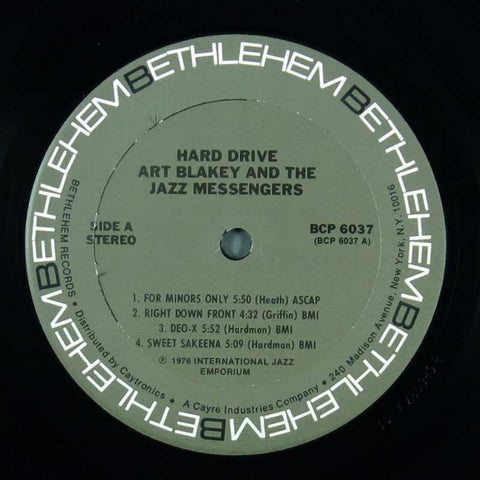 BETHLEHEM BETHLEHEM BETHLEHEM BETHLEHEM BETHLEHEM BETHLEHEM
HARD DRIVE
ART BLAKEY AND THE
JAZZ MESSENGERS
SIDE A
STEREO
BCP 6037
(BCP 6037 A)
1. FOR MINORS ONLY 5:50 (Heath) ASCAP
2. RIGHT DOWN FRONT 4:32 (Griffin) BMI
3. DEO-X 5:52 (Hardman) BMI
4. SWEET SAKEENA 5:09 (Hardman) BMI
℗ 1978 INTERNATIONAL JAZZ
EMPORIUM
BETHLEHEM RECORDS • Distributed by Caytronics • A Cayre Industries Company • 240 Madison Avenue, New York, N.Y. 10016